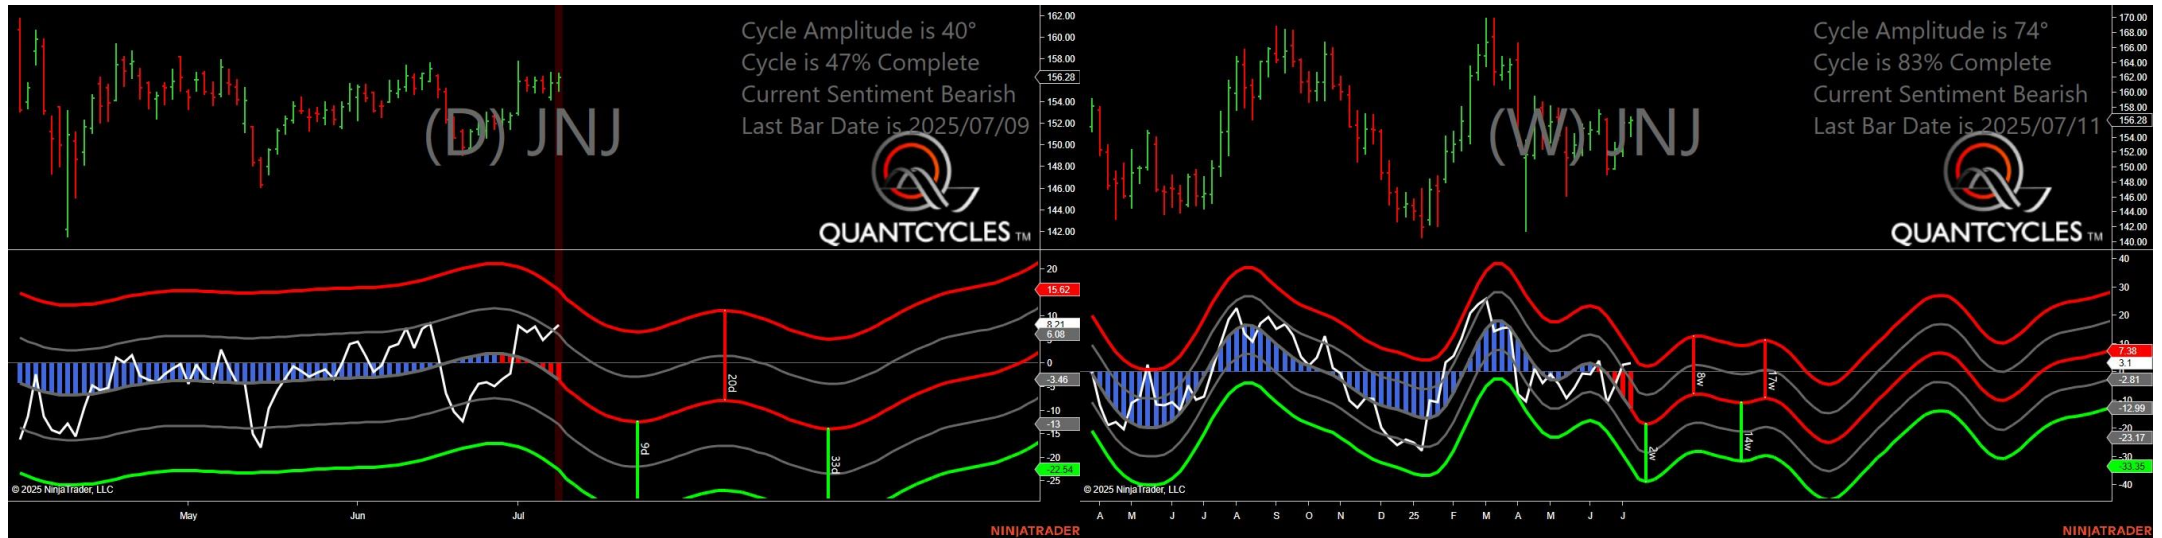 Cycle Amplitude is 40°
Cycle is 47% Complete
Current Sentiment Bearish
Last Bar Date is 2025/07/09
(D) JNJ
QUANTCYCLES TM
162.00
160.00
158.00
156.28
154.00
152.00
150.00
148.00
146.00
144.00
142.00
20
15.62
10
8.21
6.08
5
0
-3.46
-5
-10
-13
-15
-22.54
-25
9d
20d
33d
© 2025 NinjaTrader, LLC
May Jun Jul
NINJATRADER
Cycle Amplitude is 74°
Cycle is 83% Complete
Current Sentiment Bearish
Last Bar Date is 2025/07/11
(W) JNJ
QUANTCYCLES TM
170.00
168.00
166.00
164.00
162.00
160.00
158.00
156.28
154.00
152.00
150.00
148.00
146.00
144.00
142.00
140.00
40
30
20
7.38
3.1
-2.81
-10
-12.99
-20
-23.17
-30
-33.35
-40
2w
8w
14w
17w
© 2025 NinjaTrader, LLC
A M J J A S O N D 25 F M A M J J
NINJATRADER